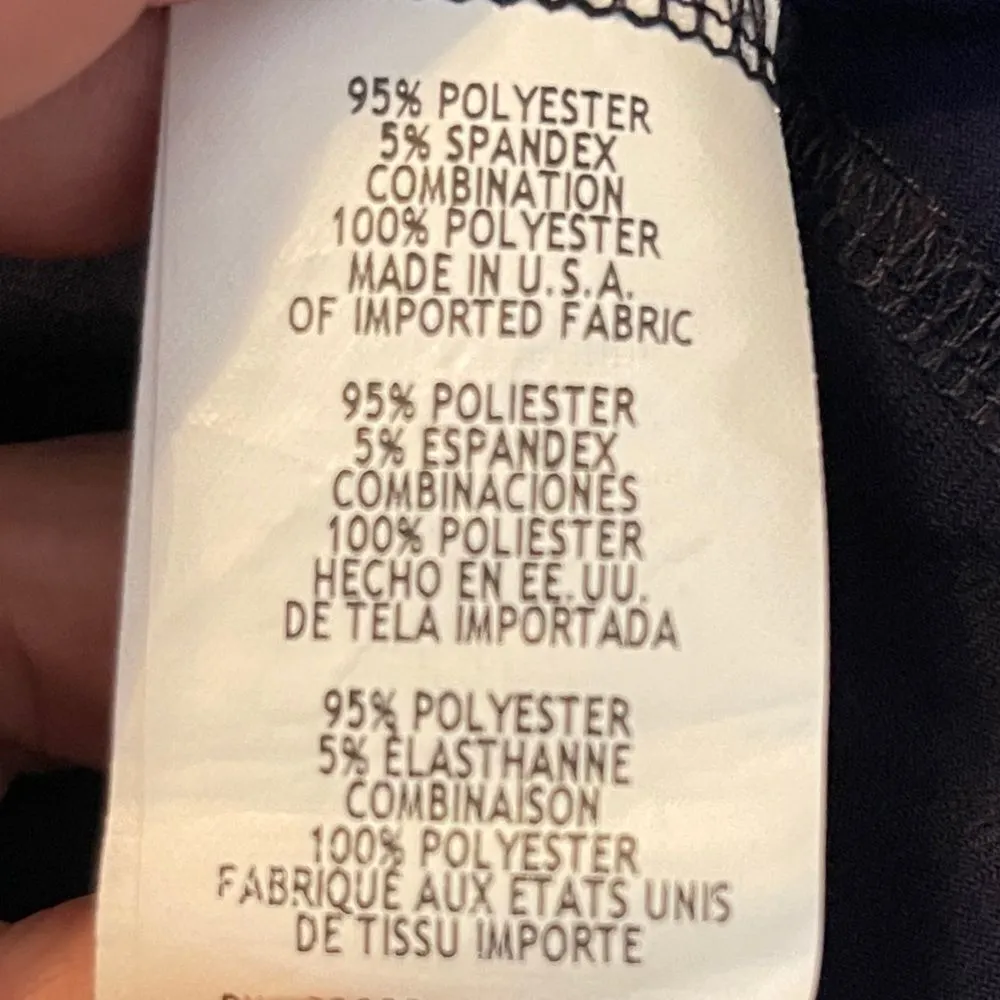 95% POLYESTER
5% SPANDEX
COMBINATION
100% POLYESTER
MADE IN U.S.A.
OF IMPORTED FABRIC
95% POLIESTER
5% ESPANDEX
COMBINACIONES
100% POLIESTER
HECHO EN EE.UU.
DE TELA IMPORTADA
95% POLYESTER
5% ÉLASTHANNE
COMBINAISON
100% POLYESTER
FABRIQUE AUX ETATS UNIS
DE TISSU IMPORTE